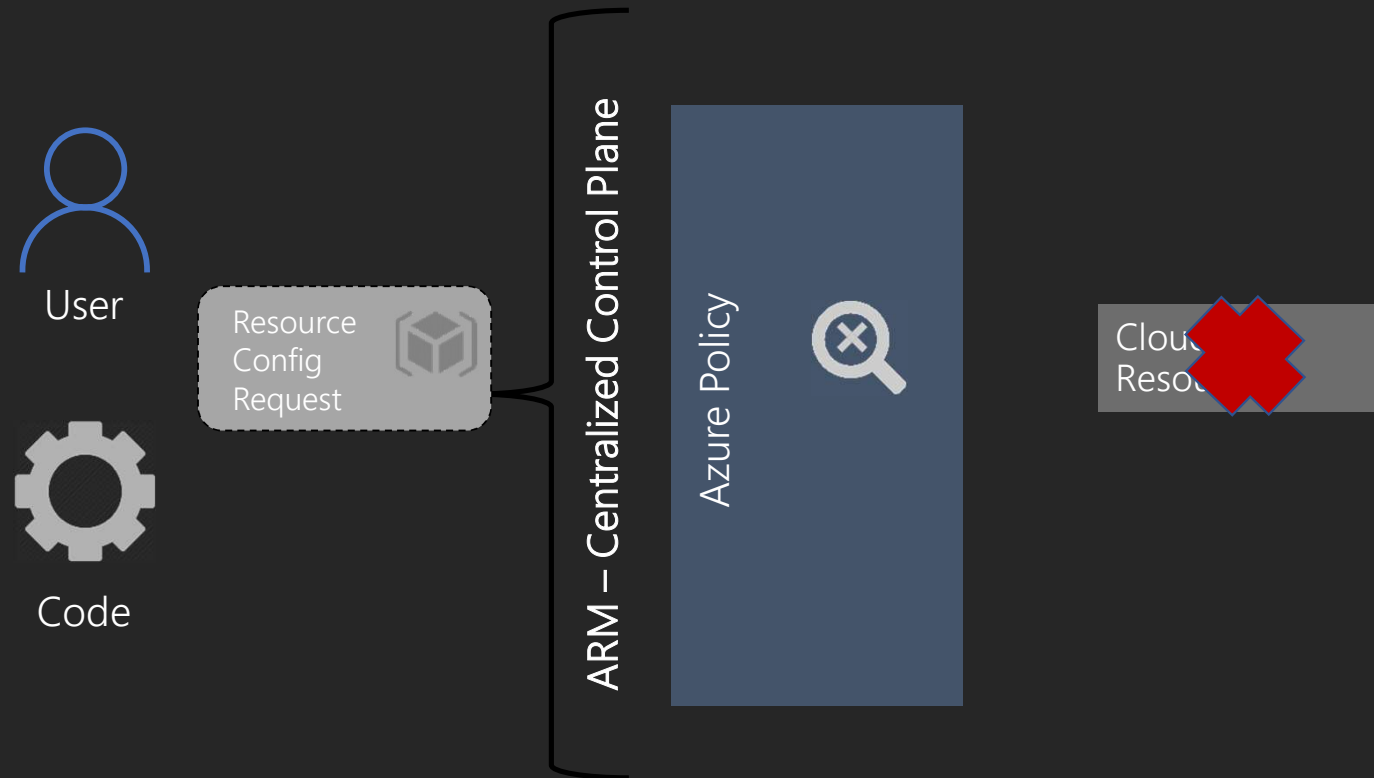 User
Code
Resource
Config
Request
ARM – Centralized Control Plane
Azure Policy